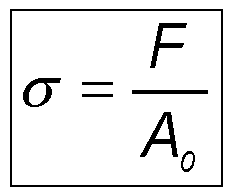 σ = F / A₀